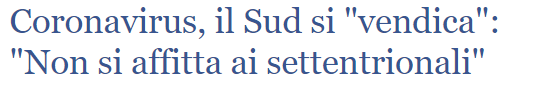 Coronavirus, il Sud si "vendica":
"Non si affitta ai settentrionali"